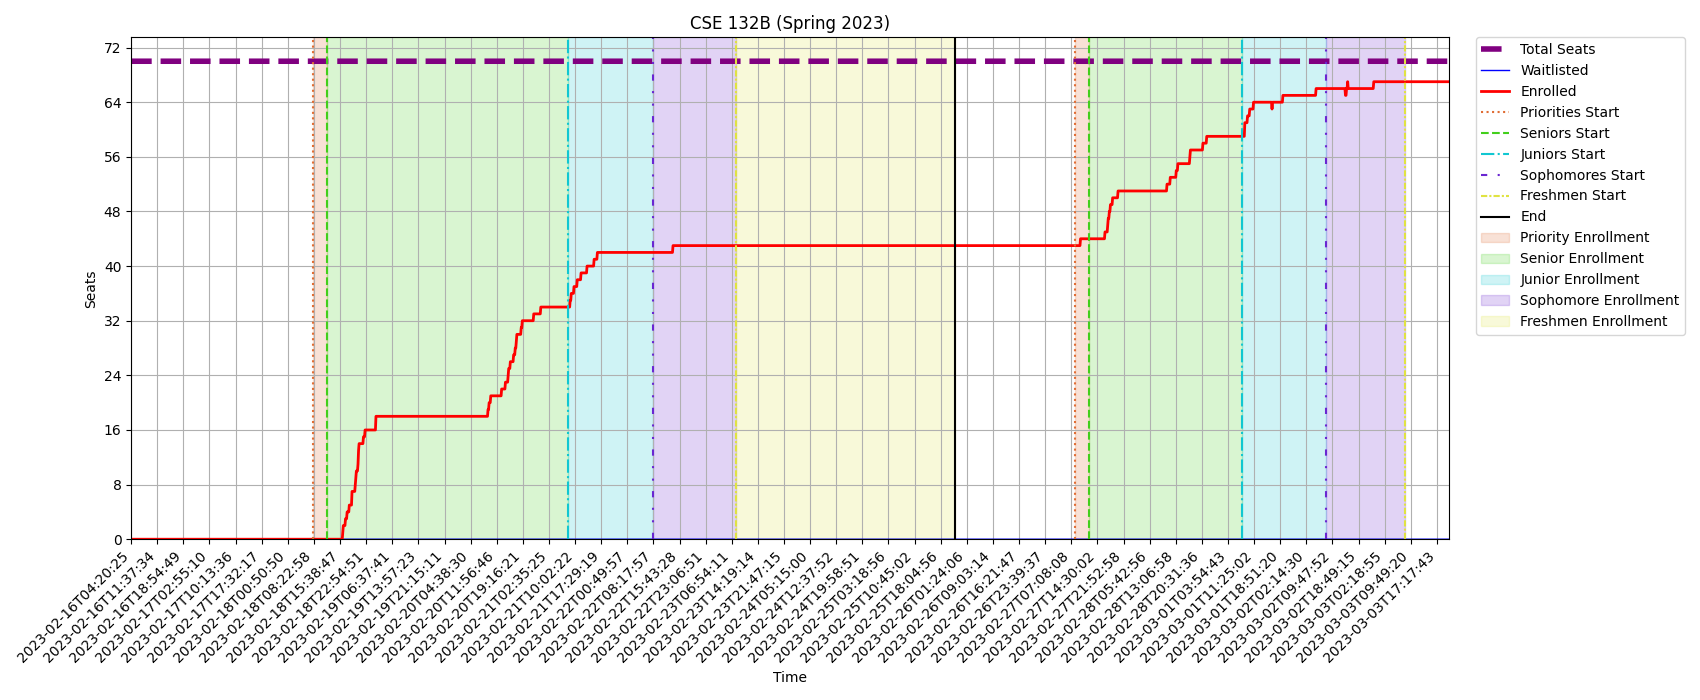 CSE 132B (Spring 2023)
Seats
72
64
56
48
40
32
24
16
8
0
2023-02-16T04:20:25
2023-02-16T11:37:34
2023-02-16T18:54:49
2023-02-17T02:55:10
2023-02-17T10:13:36
2023-02-17T17:32:17
2023-02-18T00:50:50
2023-02-18T08:22:58
2023-02-18T15:38:47
2023-02-18T22:54:51
2023-02-19T06:37:41
2023-02-19T13:57:23
2023-02-19T21:15:11
2023-02-20T04:38:30
2023-02-20T11:56:46
2023-02-20T19:16:21
2023-02-21T02:35:25
2023-02-21T10:02:22
2023-02-21T17:29:19
2023-02-22T00:49:57
2023-02-22T08:17:57
2023-02-22T15:43:28
2023-02-22T23:06:51
2023-02-23T06:54:11
2023-02-23T14:19:14
2023-02-23T21:47:15
2023-02-24T05:15:00
2023-02-24T12:37:52
2023-02-24T19:58:51
2023-02-25T03:18:56
2023-02-25T10:45:02
2023-02-25T18:04:56
2023-02-26T01:24:06
2023-02-26T09:03:14
2023-02-26T16:21:47
2023-02-26T23:39:37
2023-02-27T07:08:08
2023-02-27T14:30:02
2023-02-27T21:52:58
2023-02-28T05:42:56
2023-02-28T13:06:58
2023-02-28T20:31:36
2023-03-01T03:54:43
2023-03-01T11:25:02
2023-03-01T18:51:20
2023-03-02T02:14:30
2023-03-02T09:47:52
2023-03-02T18:49:15
2023-03-03T02:18:55
2023-03-03T09:49:20
2023-03-03T17:17:43
Time
Total Seats
Waitlisted
Enrolled
Priorities Start
Seniors Start
Juniors Start
Sophomores Start
Freshmen Start
End
Priority Enrollment
Senior Enrollment
Junior Enrollment
Sophomore Enrollment
Freshmen Enrollment